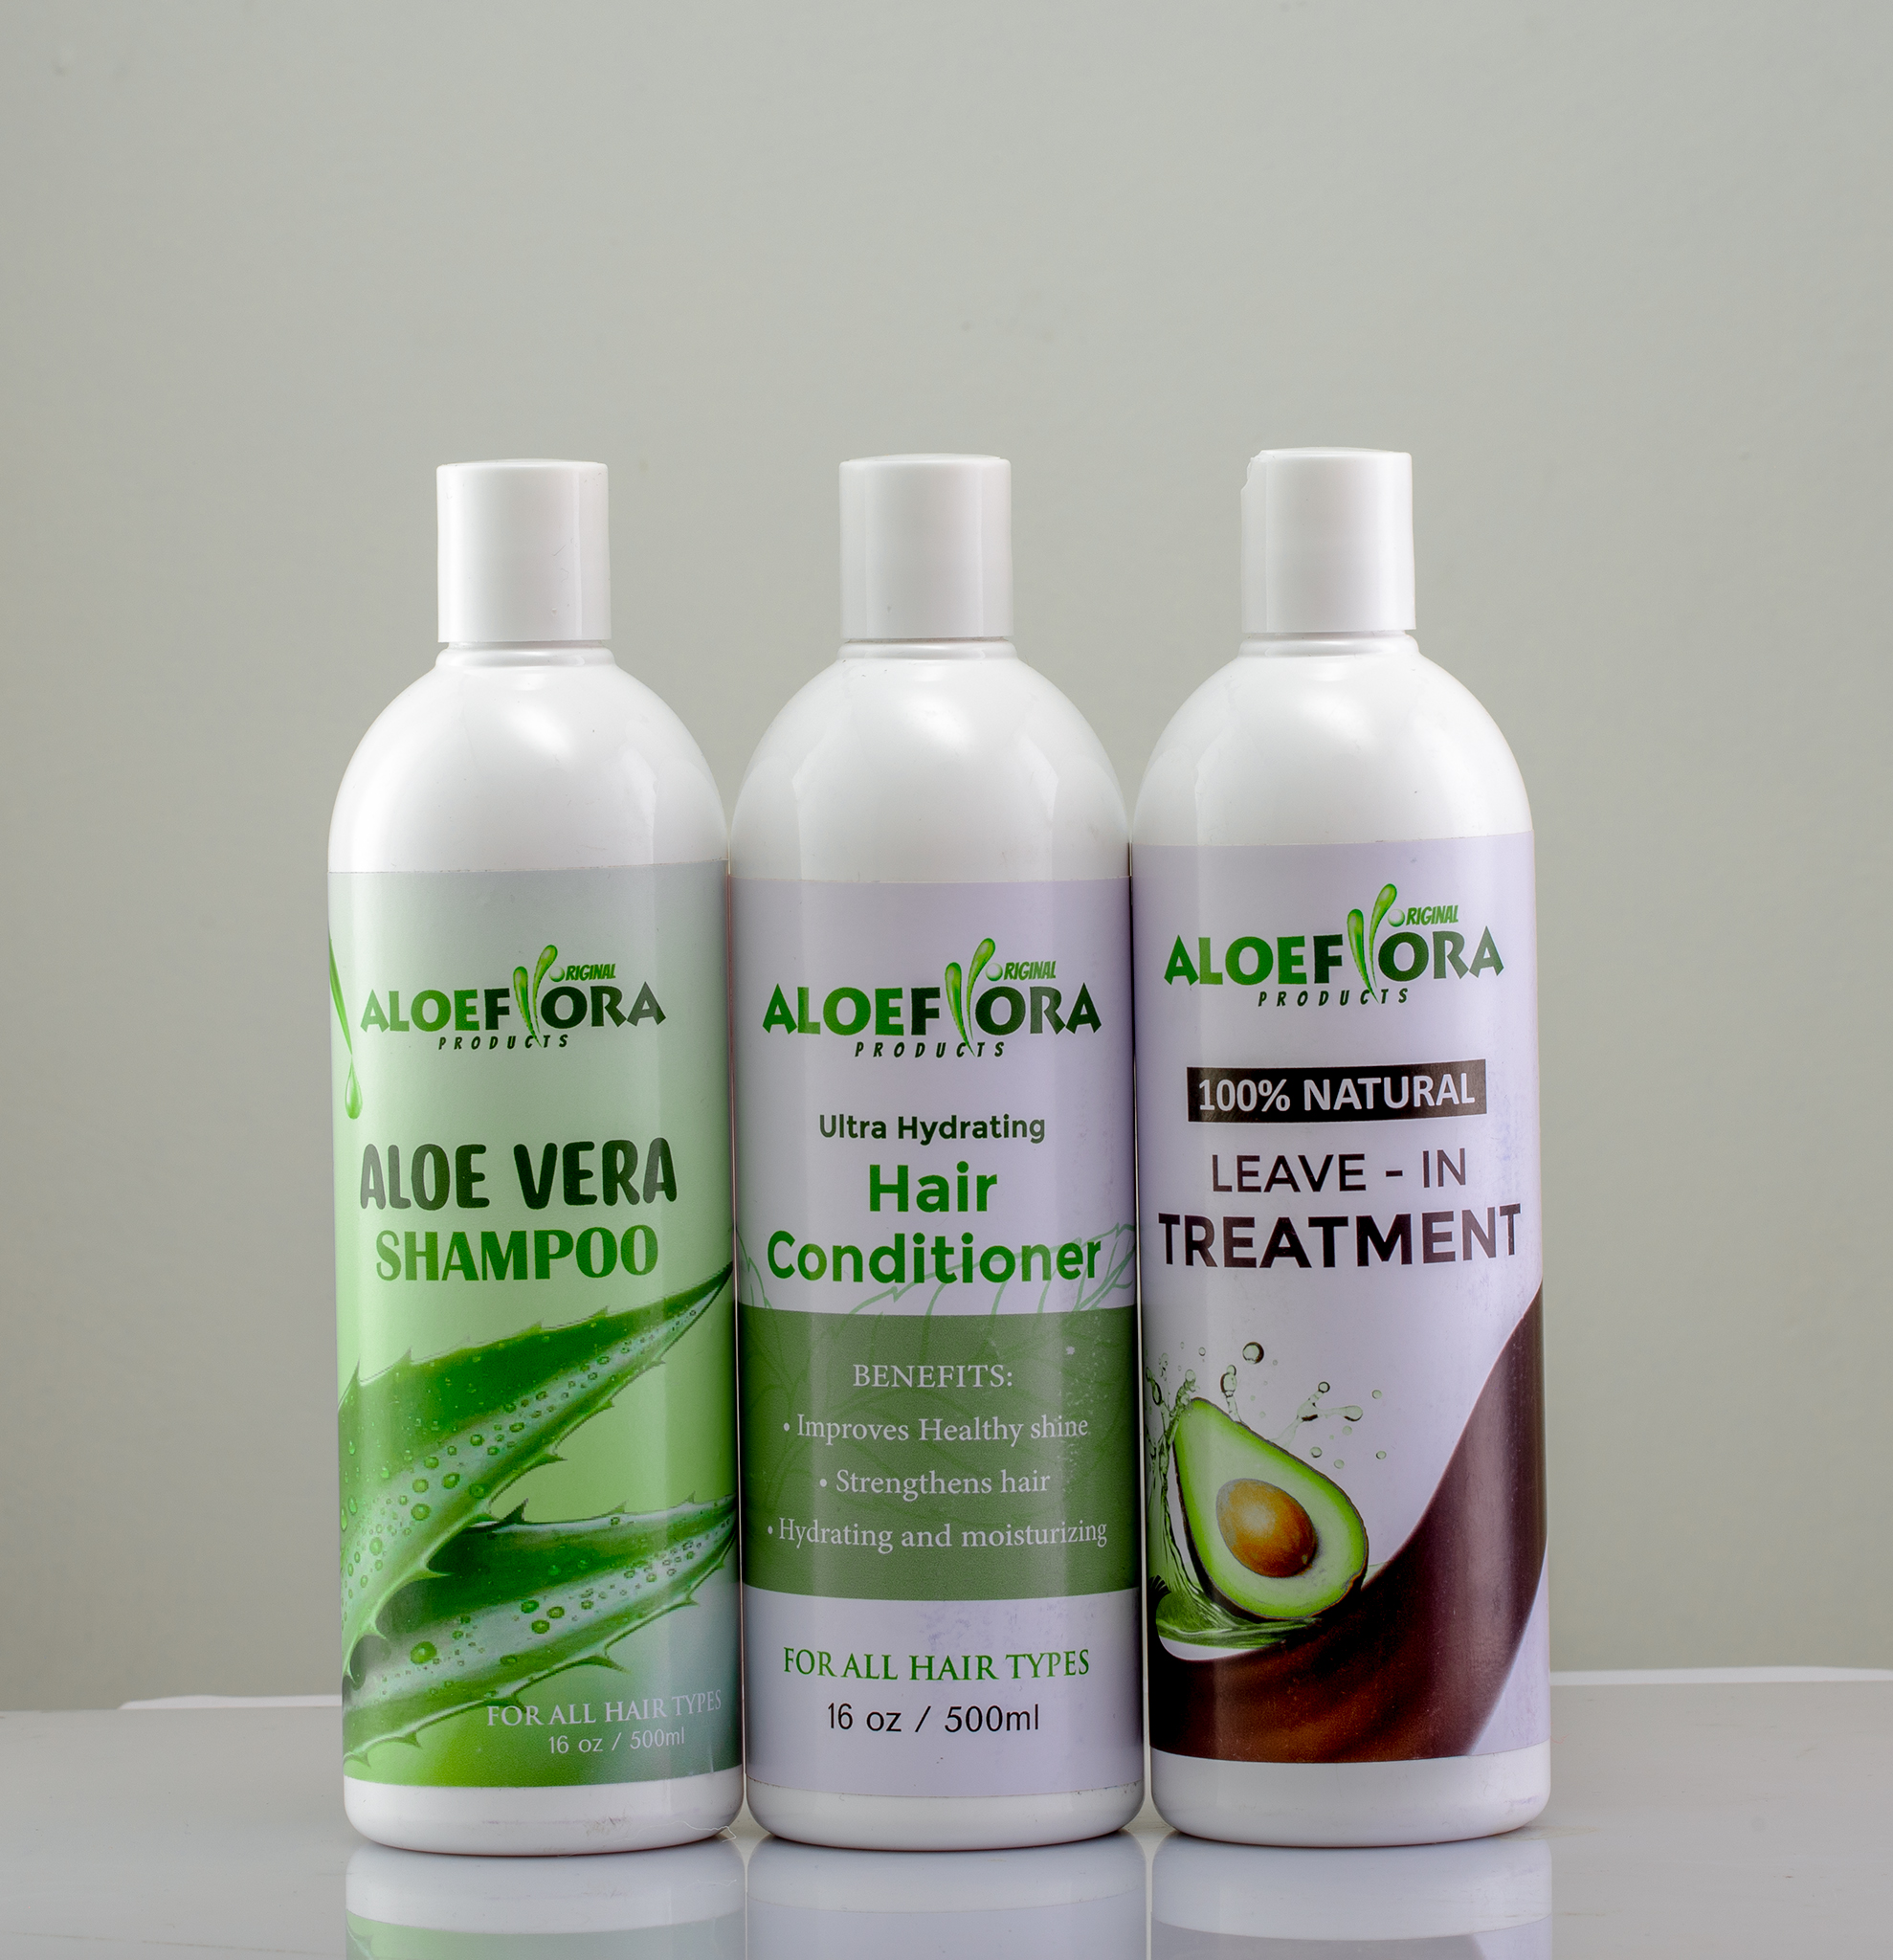 ORIGINAL
ALOEFLORA
PRODUCTS
ALOE VERA
SHAMPOO
FOR ALL HAIR TYPES
16 oz / 500ml
ORIGINAL
ALOEFLORA
PRODUCTS
Ultra Hydrating
Hair
Conditioner
BENEFITS:
• Improves Healthy shine
• Strengthens hair
• Hydrating and moisturizing
FOR ALL HAIR TYPES
16 oz / 500ml
ORIGINAL
ALOEFLORA
PRODUCTS
100% NATURAL
LEAVE - IN
TREATMENT